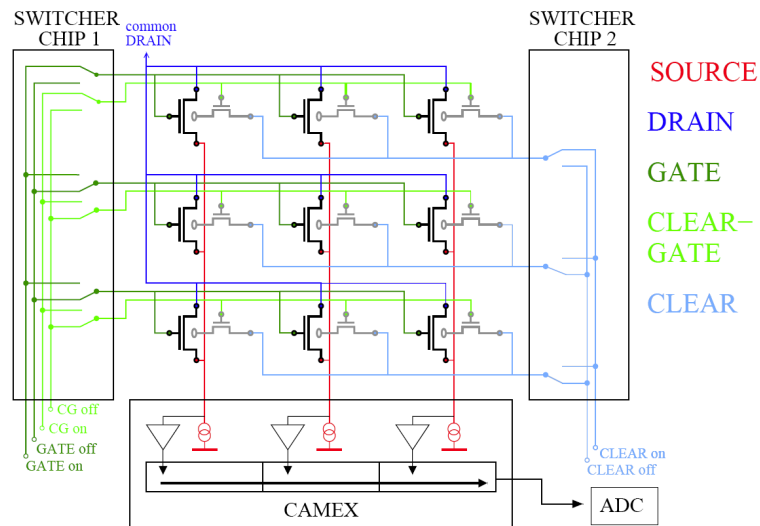 SWITCHER
CHIP 1
common
DRAIN
SWITCHER
CHIP 2
SOURCE
DRAIN
GATE
CLEAR–
GATE
CLEAR
CG off
CG on
GATE off
GATE on
CLEAR on
CLEAR off
CAMEX
ADC